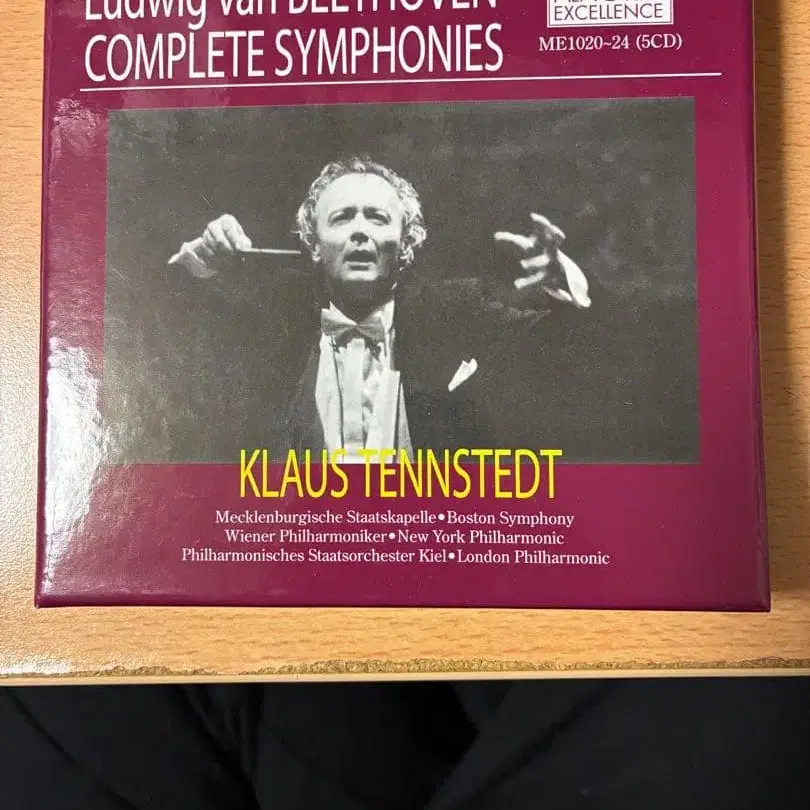 Ludwig van BEETHOVEN
COMPLETE SYMPHONIES
EXCELLENCE
ME1020~24 (5CD)
KLAUS TENNSTEDT
Mecklenburgische Staatskapelle•Boston Symphony
Wiener Philharmoniker•New York Philharmonic
Philharmonisches Staatsorchester Kiel•London Philharmonic